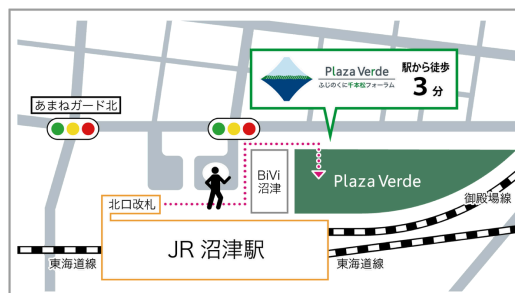 Plaza Verde
ふじのくに千本松フォーラム
駅から徒歩
3分
あまねガード北
BiVi
沼津
Plaza Verde
北口改札
御殿場線
JR 沼津駅
東海道線
東海道線